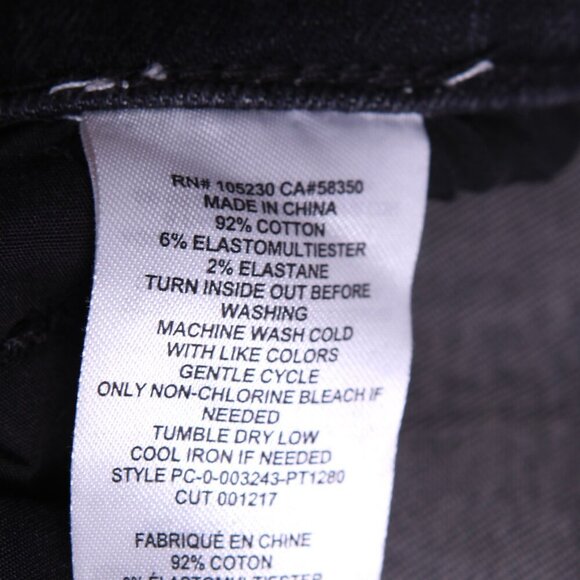 RN# 105230 CA#58350
MADE IN CHINA
92% COTTON
6% ELASTOMULTIESTER
2% ELASTANE
TURN INSIDE OUT BEFORE
WASHING
MACHINE WASH COLD
WITH LIKE COLORS
GENTLE CYCLE
ONLY NON-CHLORINE BLEACH IF
NEEDED
TUMBLE DRY LOW
COOL IRON IF NEEDED
STYLE PC-0-003243-PT1280
CUT 001217
FABRIQUÉ EN CHINE
92% COTON